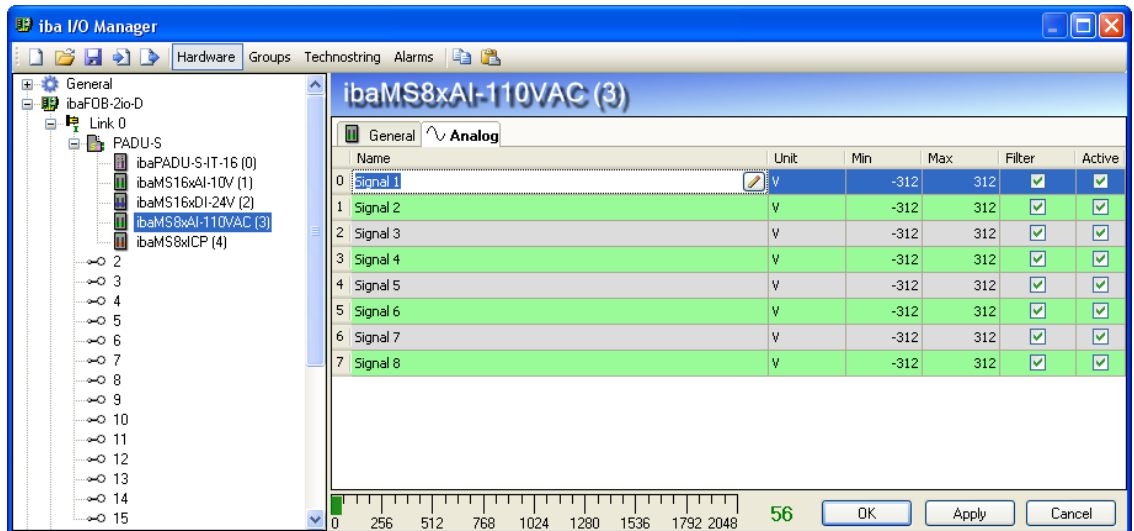 iba I/O Manager
Hardware Groups Technostring Alarms
General
ibaFOB-2io-D
Link 0
PADU-S
ibaPADU-S-IT-16 (0)
ibaMS16xAI-10V (1)
ibaMS16xDI-24V (2)
ibaMS8xAI-110VAC (3)
ibaMS8xICP (4)
2
3
4
5
6
7
8
9
10
11
12
13
14
15
ibaMS8xAI-110VAC (3)
General Analog
Name Unit Min Max Filter Active
0 Signal 1 V -312 312
1 Signal 2 V -312 312
2 Signal 3 V -312 312
3 Signal 4 V -312 312
4 Signal 5 V -312 312
5 Signal 6 V -312 312
6 Signal 7 V -312 312
7 Signal 8 V -312 312
0 256 512 768 1024 1280 1536 1792 2048
56 OK Apply Cancel